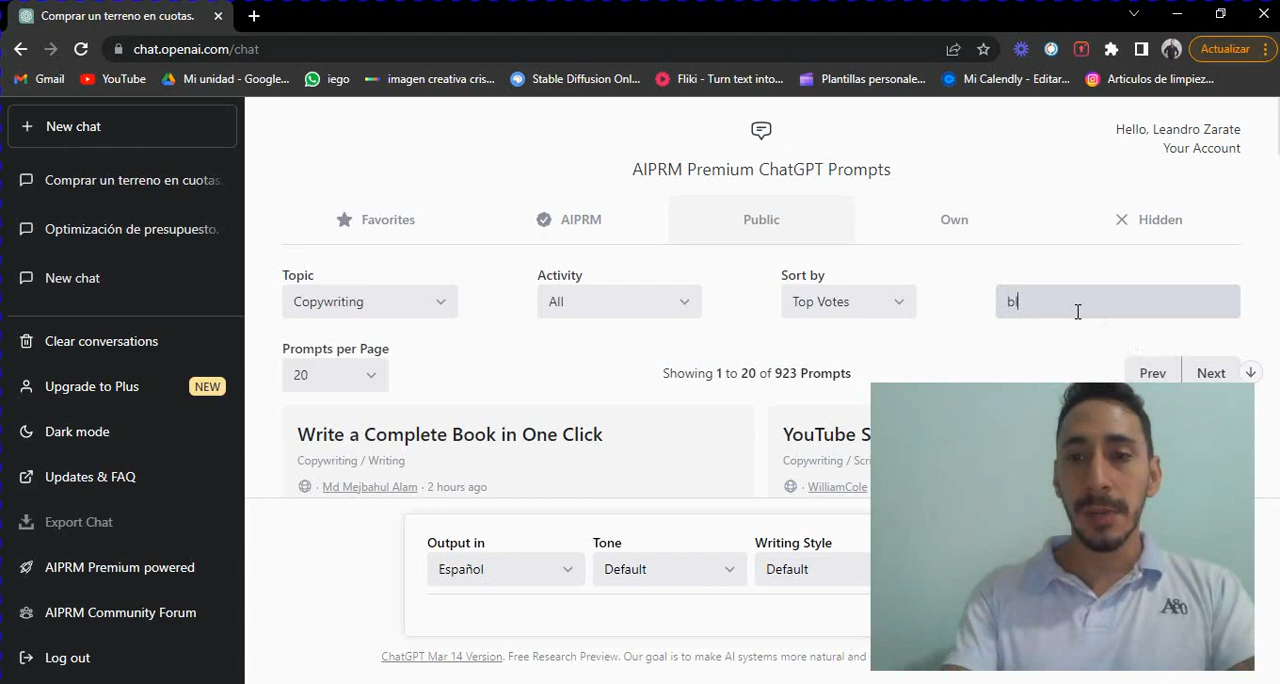 Comprar un terreno en cuotas.
chat.openai.com/chat
Actualizar
Gmail
YouTube
Mi unidad - Google...
iego
imagen creativa cris...
Stable Diffusion Onl...
Fliki - Turn text into...
Plantillas personale...
Mi Calendly - Editar...
Articulos de limpiez...
New chat
Comprar un terreno en cuotas.
Optimización de presupuesto.
New chat
Clear conversations
Upgrade to Plus
NEW
Dark mode
Updates & FAQ
Export Chat
AIPRM Premium powered
AIPRM Community Forum
Log out
Hello, Leandro Zarate
Your Account
AIPRM Premium ChatGPT Prompts
Favorites
AIPRM
Public
Own
Hidden
Topic
Copywriting
Activity
All
Sort by
Top Votes
bl
Prompts per Page
20
Showing 1 to 20 of 923 Prompts
Prev
Next
Write a Complete Book in One Click
Copywriting / Writing
· Md Mejbahul Alam · 2 hours ago
YouTube S
Copywriting / Scri
· WilliamCole
Output in
Español
Tone
Default
Writing Style
Default
ChatGPT Mar 14 Version. Free Research Preview. Our goal is to make AI systems more natural and